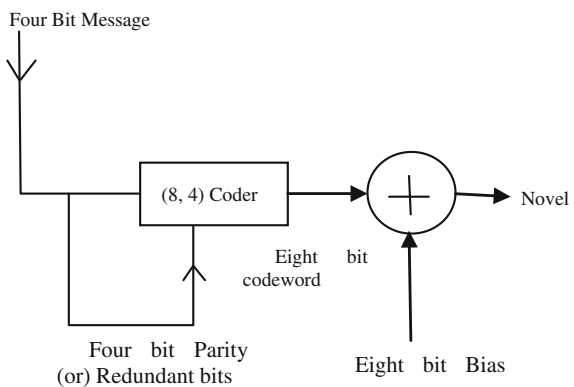 Four Bit Message
(8, 4) Coder
Novel
Eight bit
codeword
Four bit Parity
(or) Redundant bits
Eight bit Bias